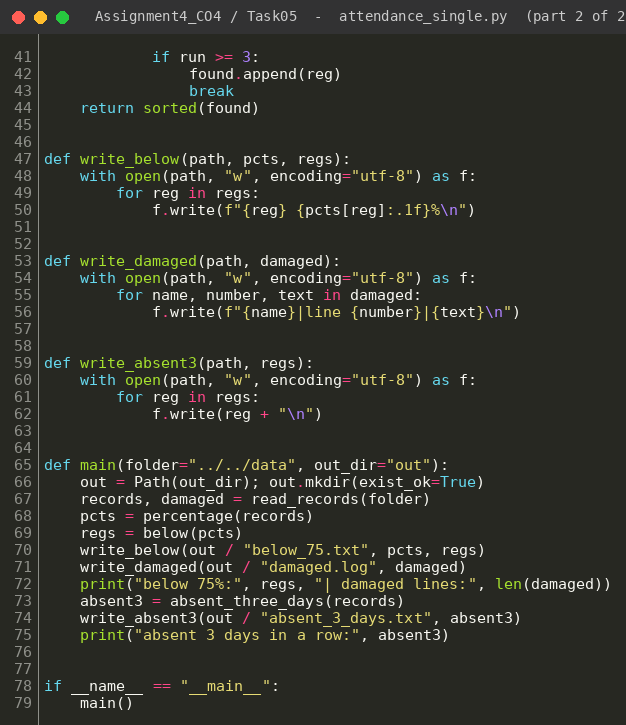 Assignment4_CO4 / Task05  -  attendance_single.py  (part 2 of 2
41             if run >= 3:
42                 found.append(reg)
43                 break
44     return sorted(found)
45
46
47 def write_below(path, pcts, regs):
48     with open(path, "w", encoding="utf-8") as f:
49         for reg in regs:
50             f.write(f"{reg} {pcts[reg]:.1f}%\n")
51
52
53 def write_damaged(path, damaged):
54     with open(path, "w", encoding="utf-8") as f:
55         for name, number, text in damaged:
56             f.write(f"{name}|line {number}|{text}\n")
57
58
59 def write_absent3(path, regs):
60     with open(path, "w", encoding="utf-8") as f:
61         for reg in regs:
62             f.write(reg + "\n")
63
64
65 def main(folder="../../data", out_dir="out"):
66     out = Path(out_dir); out.mkdir(exist_ok=True)
67     records, damaged = read_records(folder)
68     pcts = percentage(records)
69     regs = below(pcts)
70     write_below(out / "below_75.txt", pcts, regs)
71     write_damaged(out / "damaged.log", damaged)
72     print("below 75%:", regs, "| damaged lines:", len(damaged))
73     absent3 = absent_three_days(records)
74     write_absent3(out / "absent_3_days.txt", absent3)
75     print("absent 3 days in a row:", absent3)
76
77
78 if __name__ == "__main__":
79     main()